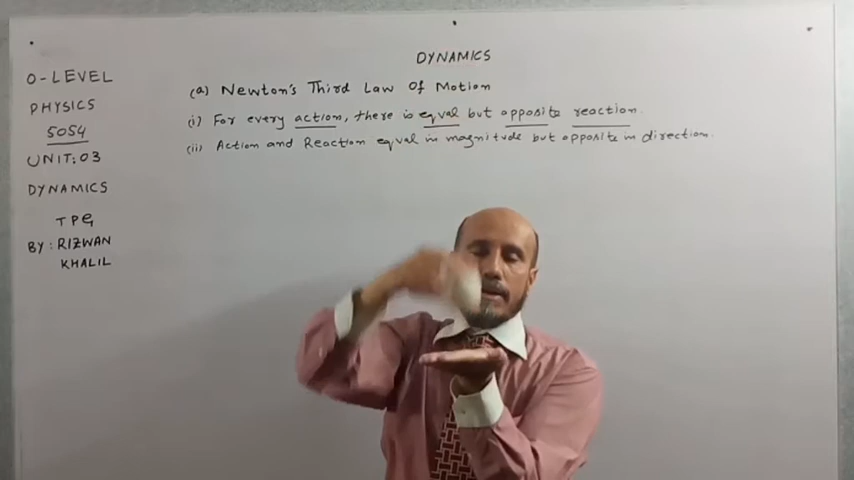 DYNAMICS
O-LEVEL
PHYSICS
5054
UNIT: 03
DYNAMICS
TPG
BY: RIZWAN
KHALIL
(a) Newton's Third Law Of Motion
(i) For every action, there is equal but opposite reaction.
(ii) Action and Reaction equal in magnitude but opposite in direction.